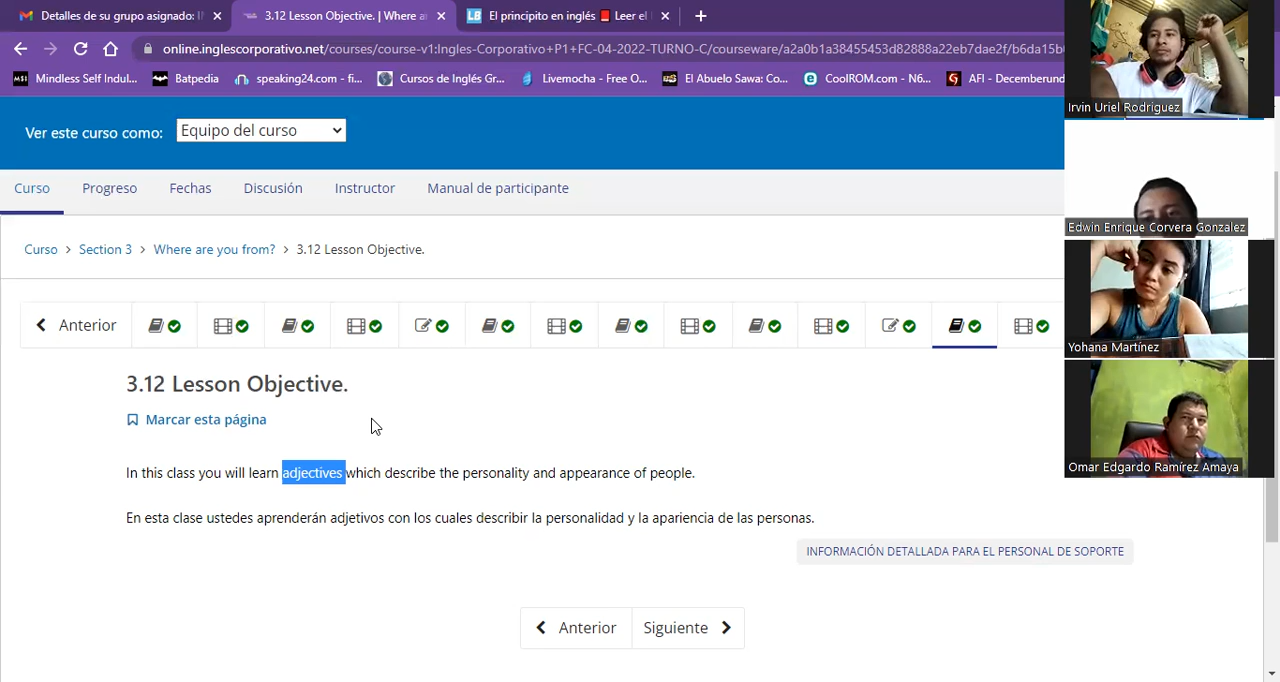 Detalles de su grupo asignado: I
3.12 Lesson Objective. | Where a
LB El principito en inglés 📕 Leer el l
online.inglescorporativo.net/courses/course-v1:Ingles-Corporativo+P1+FC-04-2022-TURNO-C/courseware/a2a0b1a38455453d82888a22eb7dae2f/b6da15b
MSI Mindless Self Indul...
Batpedia
speaking24.com - fi...
Cursos de Inglés Gr...
Livemocha - Free O...
El Abuelo Sawa: Co...
CoolROM.com - N6...
AFI - Decemberund
Ver este curso como: Equipo del curso
Curso Progreso Fechas Discusión Instructor Manual de participante
Curso > Section 3 > Where are you from? > 3.12 Lesson Objective.
Anterior
3.12 Lesson Objective.
Marcar esta página
In this class you will learn adjectives which describe the personality and appearance of people.
En esta clase ustedes aprenderán adjetivos con los cuales describir la personalidad y la apariencia de las personas.
INFORMACIÓN DETALLADA PARA EL PERSONAL DE SOPORTE
Anterior Siguiente
Irvin Uriel Rodriguez
Edwin Enrique Corvera Gonzalez
Yohana Martínez
Omar Edgardo Ramírez Amaya